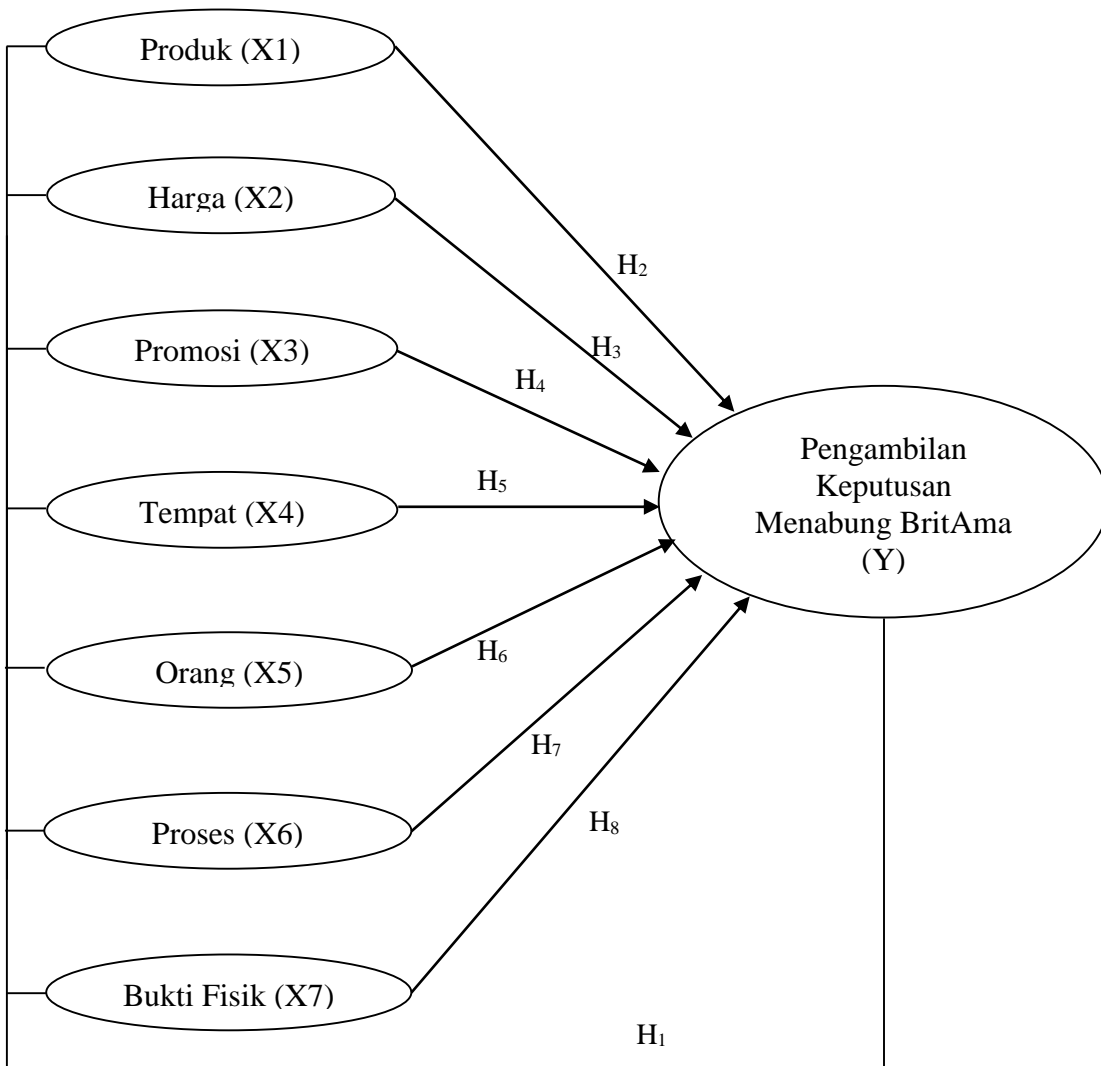 Produk (X1)
Harga (X2)
H₂
Promosi (X3)
H₃
H₄
Pengambilan
Keputusan
Menabung BritAma
(Y)
Tempat (X4)
H₅
Orang (X5)
H₆
Proses (X6)
H₇
H₈
Bukti Fisik (X7)
H₁